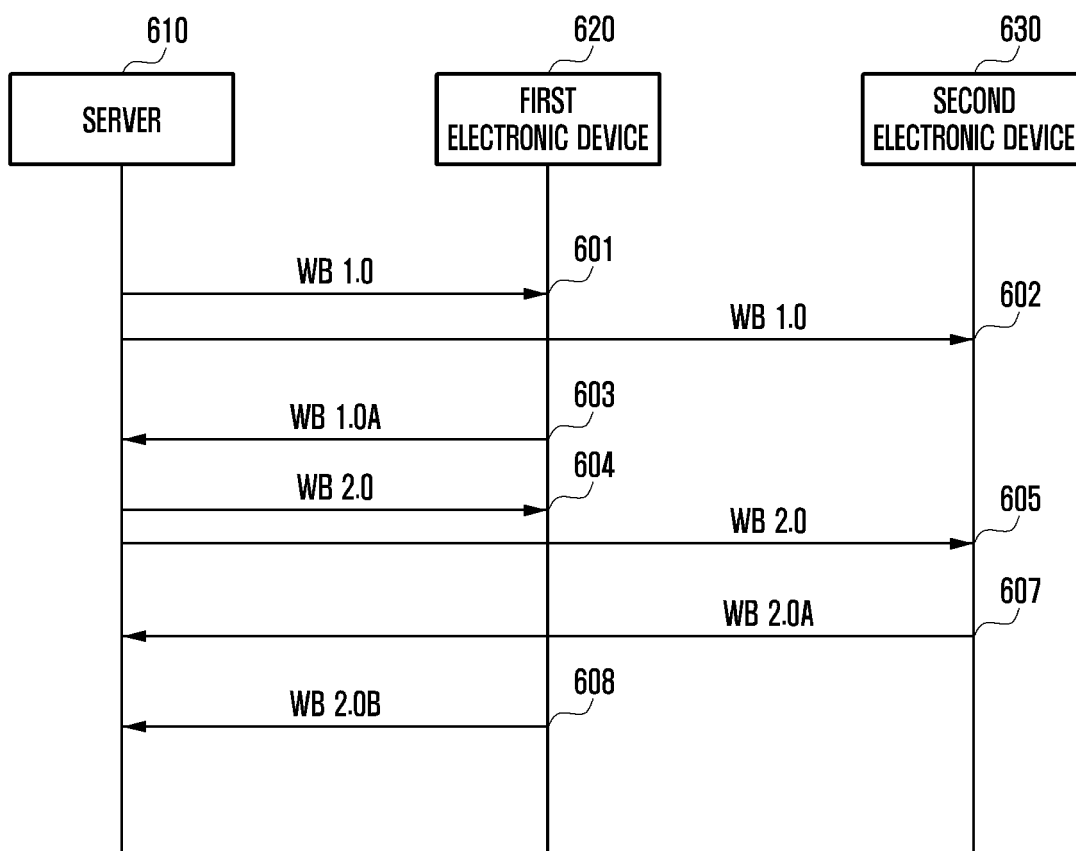 610
620
630
SERVER
FIRST
ELECTRONIC DEVICE
SECOND
ELECTRONIC DEVICE
601
WB 1.0
602
WB 1.0
603
WB 1.0A
604
WB 2.0
605
WB 2.0
607
WB 2.0A
608
WB 2.0B